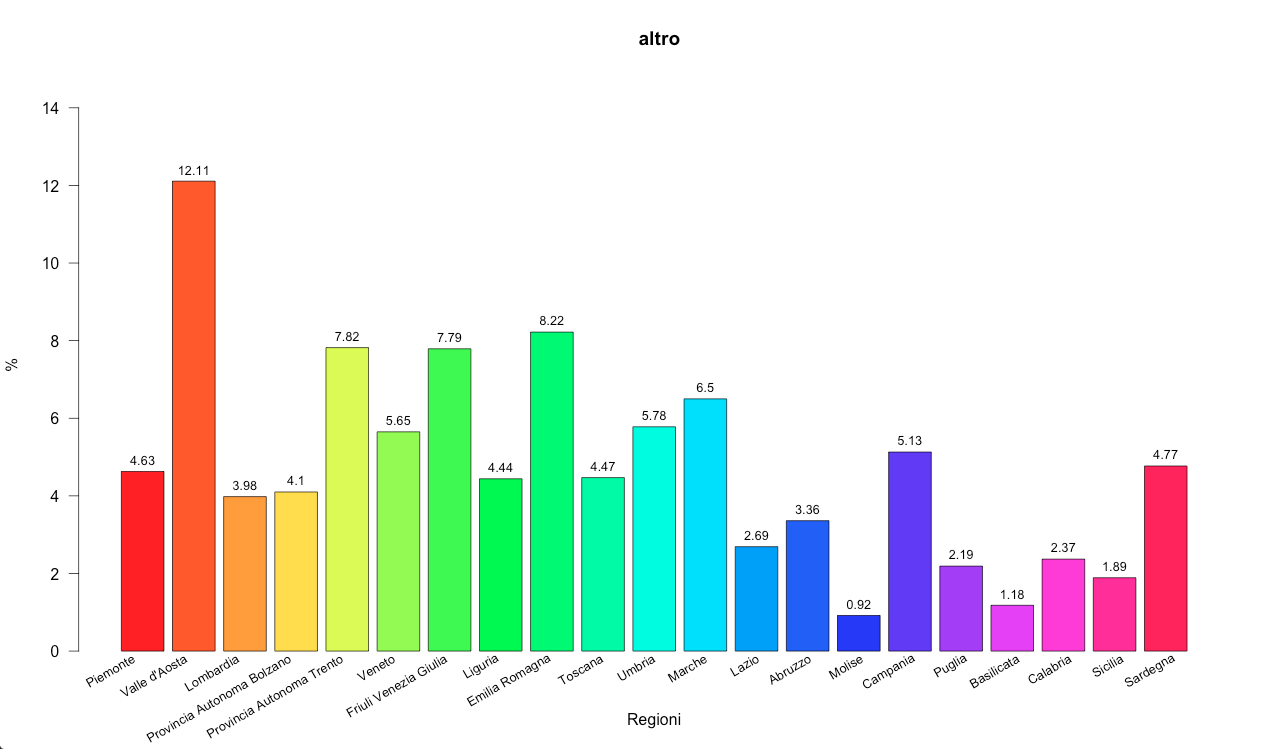 altro
14
12
10
8
6
4
2
0
%
4.63
12.11
3.98
4.1
7.82
5.65
7.79
4.44
8.22
4.47
5.78
6.5
2.69
3.36
0.92
5.13
2.19
1.18
2.37
1.89
4.77
Piemonte
Valle d'Aosta
Lombardia
Provincia Autonoma Bolzano
Provincia Autonoma Trento
Veneto
Friuli Venezia Giulia
Liguria
Emilia Romagna
Toscana
Umbria
Marche
Lazio
Abruzzo
Molise
Campania
Puglia
Basilicata
Calabria
Sicilia
Sardegna
Regioni